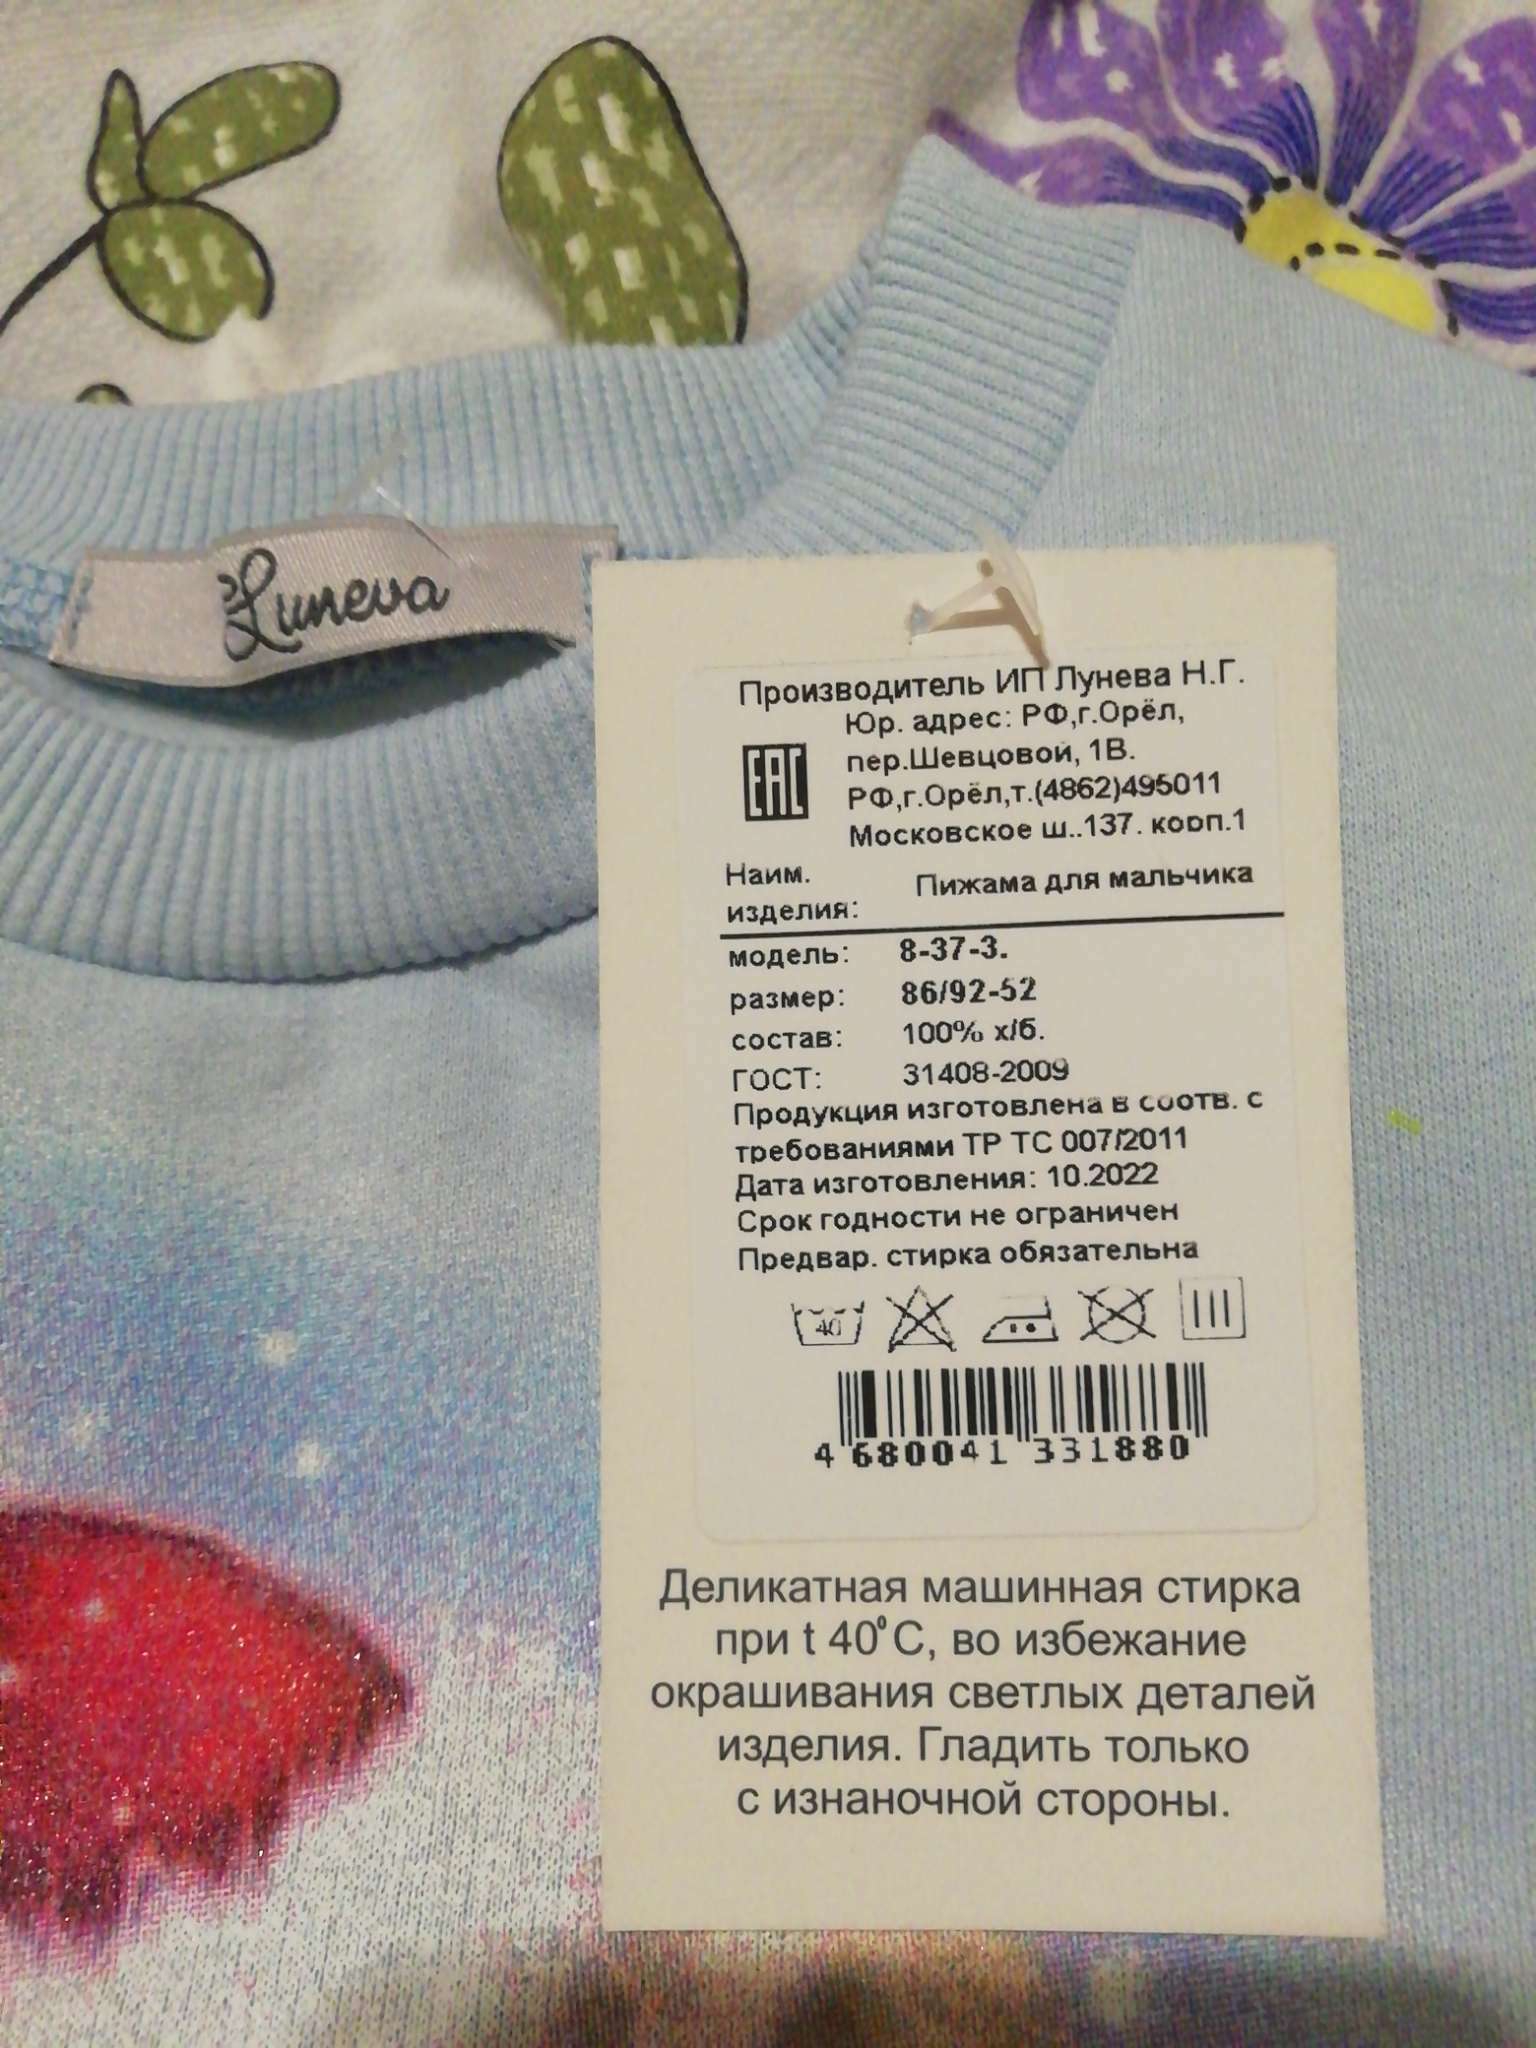 Luneva
Производитель ИП Лунева Н.Г.
Юр. адрес: РФ,г.Орёл,
пер.Шевцовой, 1В.
EAC
РФ,г.Орёл,т.(4862)495011
Московское ш..137. корп.1
Наим.
изделия: Пижама для мальчика
модель: 8-37-3.
размер: 86/92-52
состав: 100% х/б.
ГОСТ: 31408-2009
Продукция изготовлена в соотв. с
требованиями ТР ТС 007/2011
Дата изготовления: 10.2022
Срок годности не ограничен
Предвар. стирка обязательна
40
4 680041 331880
Деликатная машинная стирка
при t 40°C, во избежание
окрашивания светлых деталей
изделия. Гладить только
с изнаночной стороны.